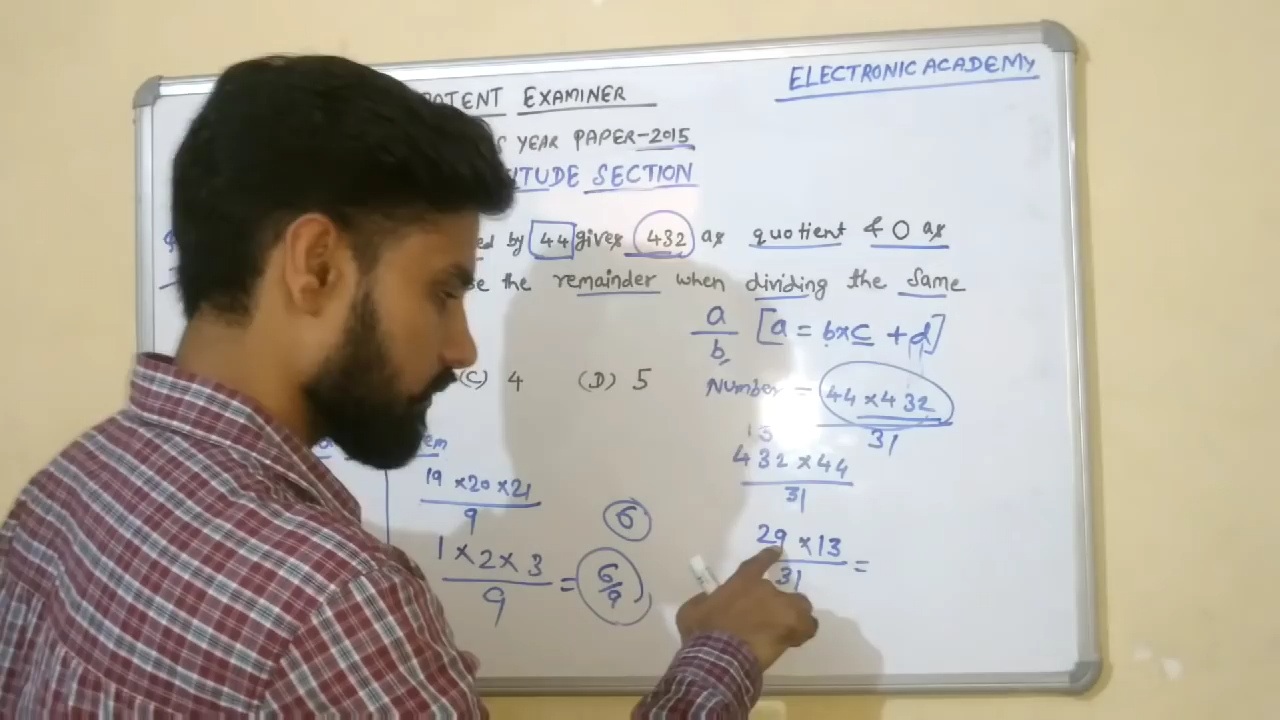 ELECTRONIC ACADEMY
EXAMINER
YEAR PAPER-2015
SECTION
by 44 gives 432 as quotient & 0 as
the remainder when dividing the Same
a/b [a = b×c + d]
(C) 4 (D) 5
Number = 44 × 432 / 31
13
432 × 44 / 31
19 × 20 × 21 / 9
6
29 × 13 / 31 =
1 × 2 × 3 / 9 = 6/9